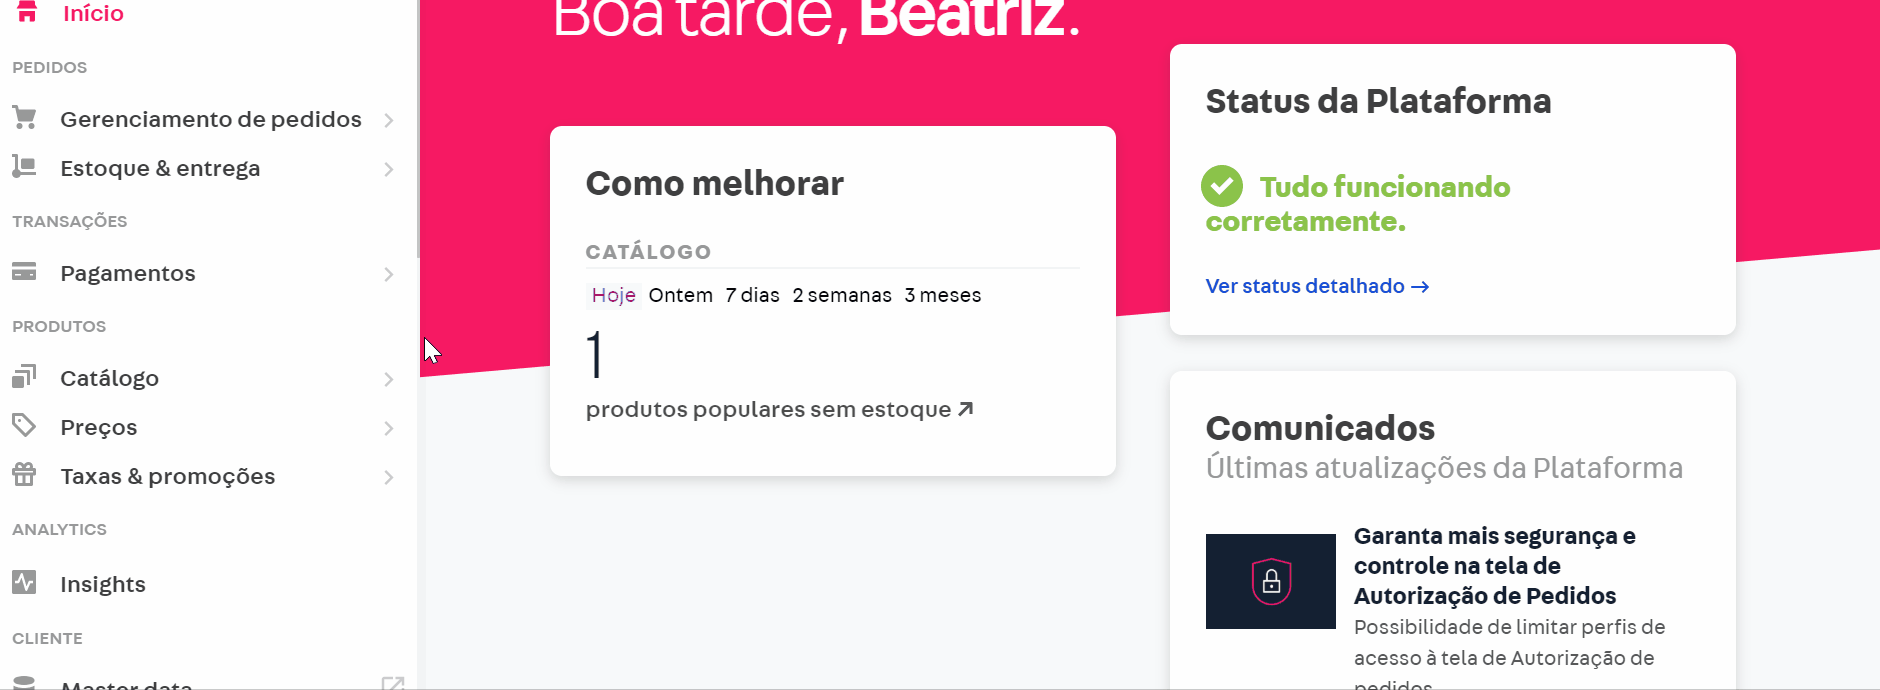 Início
PEDIDOS
Gerenciamento de pedidos
Estoque & entrega
TRANSAÇÕES
Pagamentos
PRODUTOS
Catálogo
Preços
Taxas & promoções
ANALYTICS
Insights
CLIENTE
Master data
Boa tarde, Beatriz.
Como melhorar
CATÁLOGO
Hoje Ontem 7 dias 2 semanas 3 meses
1
produtos populares sem estoque
Status da Plataforma
Tudo funcionando
corretamente.
Ver status detalhado →
Comunicados
Últimas atualizações da Plataforma
Garanta mais segurança e
controle na tela de
Autorização de Pedidos
Possibilidade de limitar perfis de
acesso à tela de Autorização de
pedidos